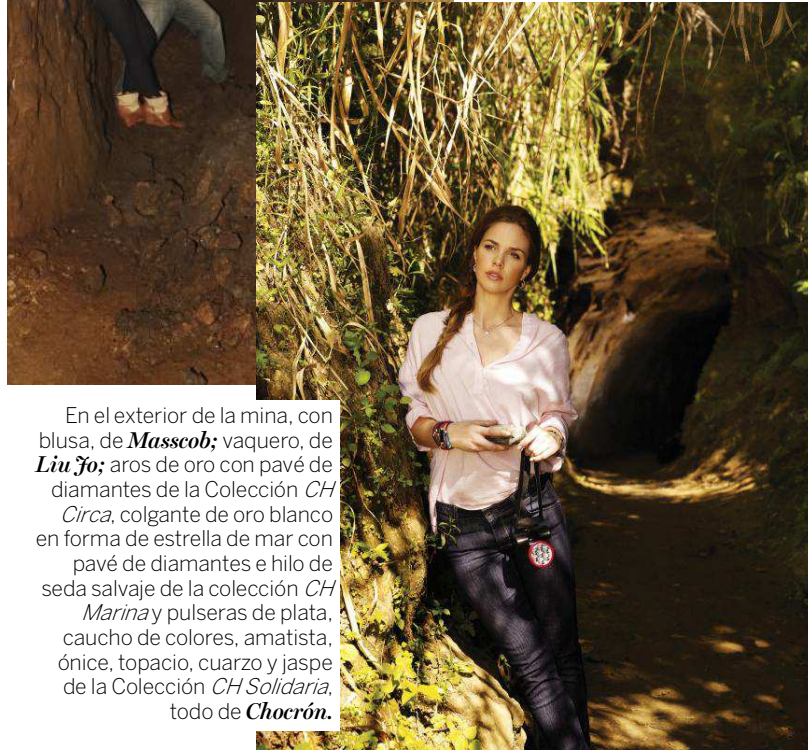 En el exterior de la mina, con
blusa, de Masscob; vaquero, de
Liu Jo; aros de oro con pavé de
diamantes de la Colección CH
Circa, colgante de oro blanco
en forma de estrella de mar con
pavé de diamantes e hilo de
seda salvaje de la colección CH
Marina y pulseras de plata,
caucho de colores, amatista,
ónice, topacio, cuarzo y jaspe
de la Colección CH Solidaria,
todo de Chocrón.